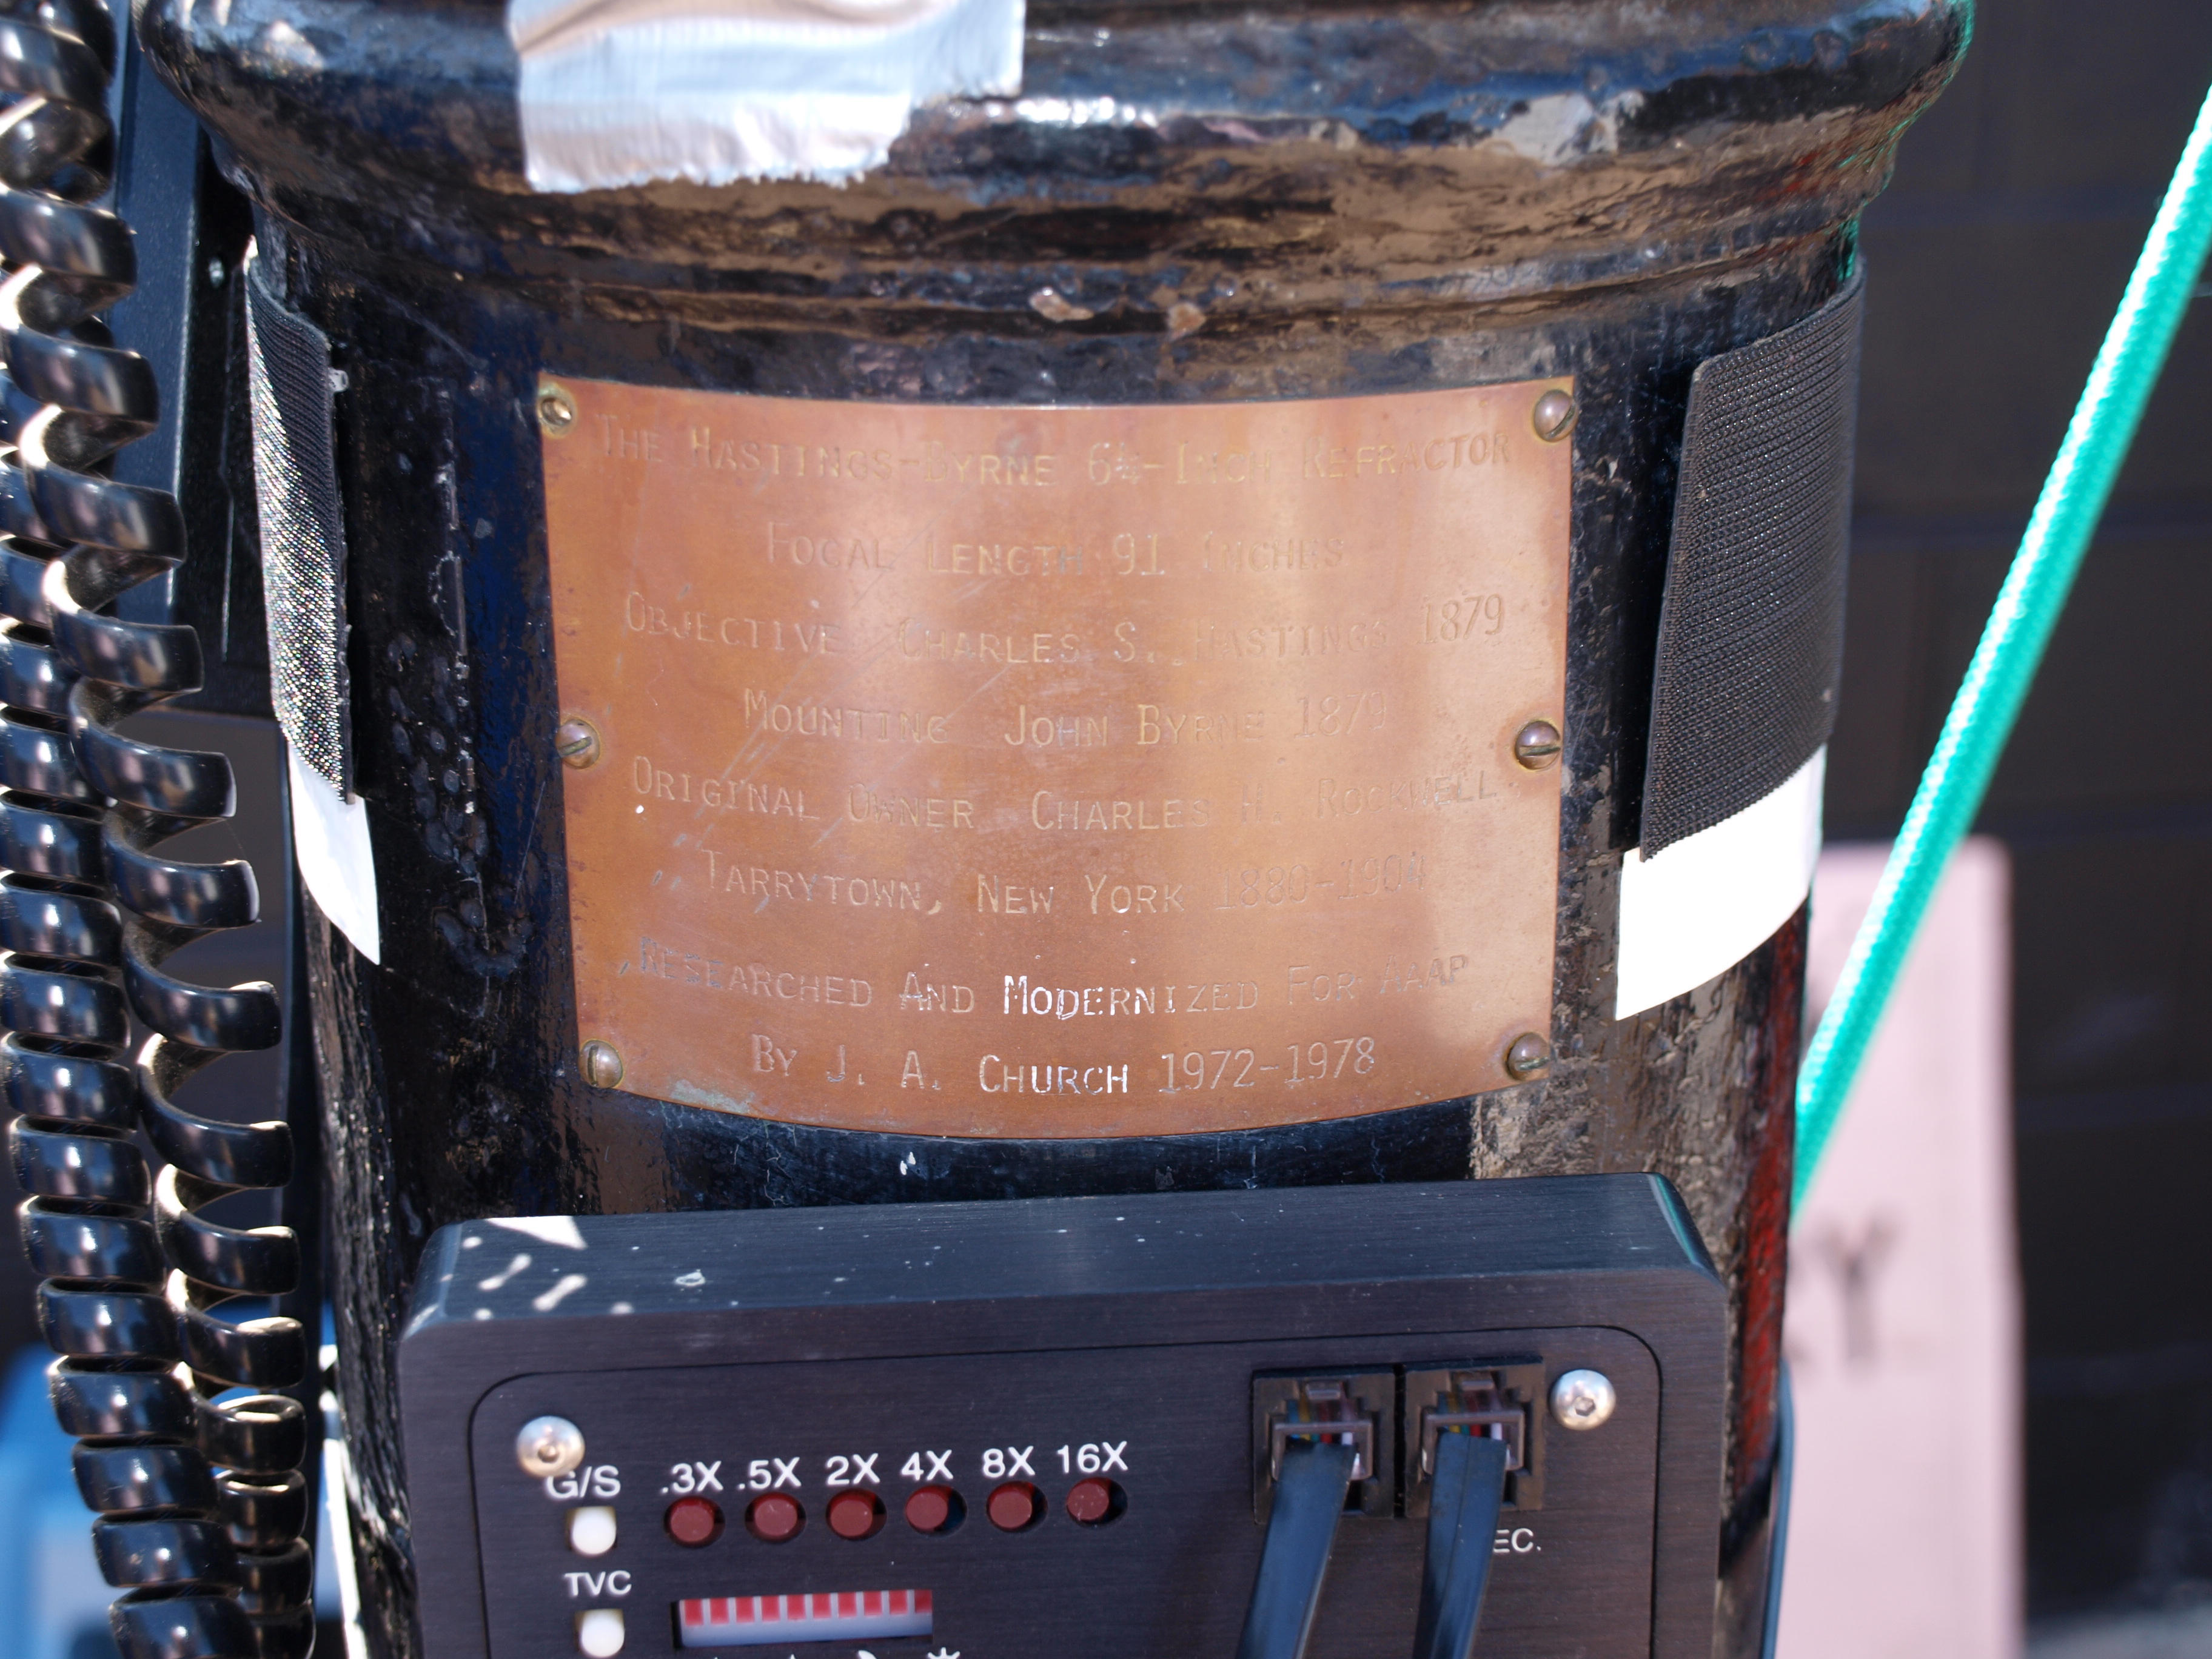 The Hastings-Byrne 6¼-Inch Refractor
Focal Length 91 Inches
Objective Charles S. Hastings 1879
Mounting John Byrne 1879
Original Owner Charles H. Rockwell
Tarrytown, New York 1880-1904
Researched And Modernized For AAAP
By J. A. Church 1972-1978
G/S .3X .5X 2X 4X 8X 16X
EC.
TVC
Y